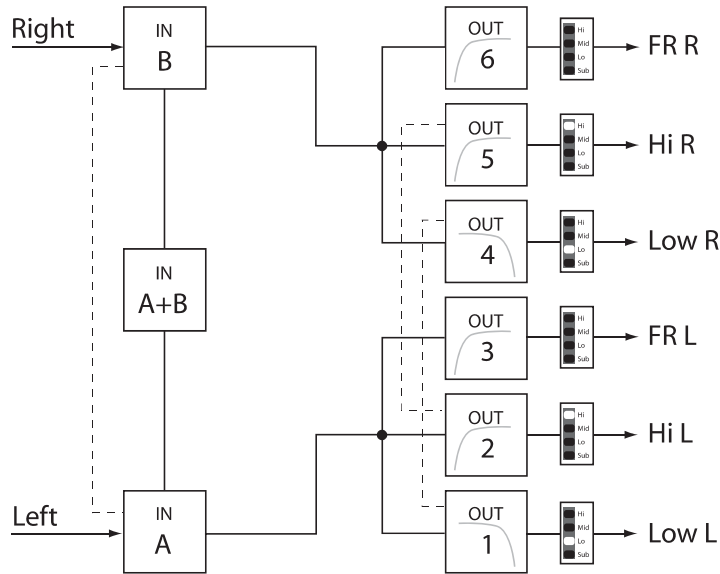 Right
IN
B
OUT
6
Hi
Mid
Lo
Sub
FR R
OUT
5
Hi
Mid
Lo
Sub
Hi R
OUT
4
Hi
Mid
Lo
Sub
Low R
IN
A+B
OUT
3
Hi
Mid
Lo
Sub
FR L
OUT
2
Hi
Mid
Lo
Sub
Hi L
Left
IN
A
OUT
1
Hi
Mid
Lo
Sub
Low L